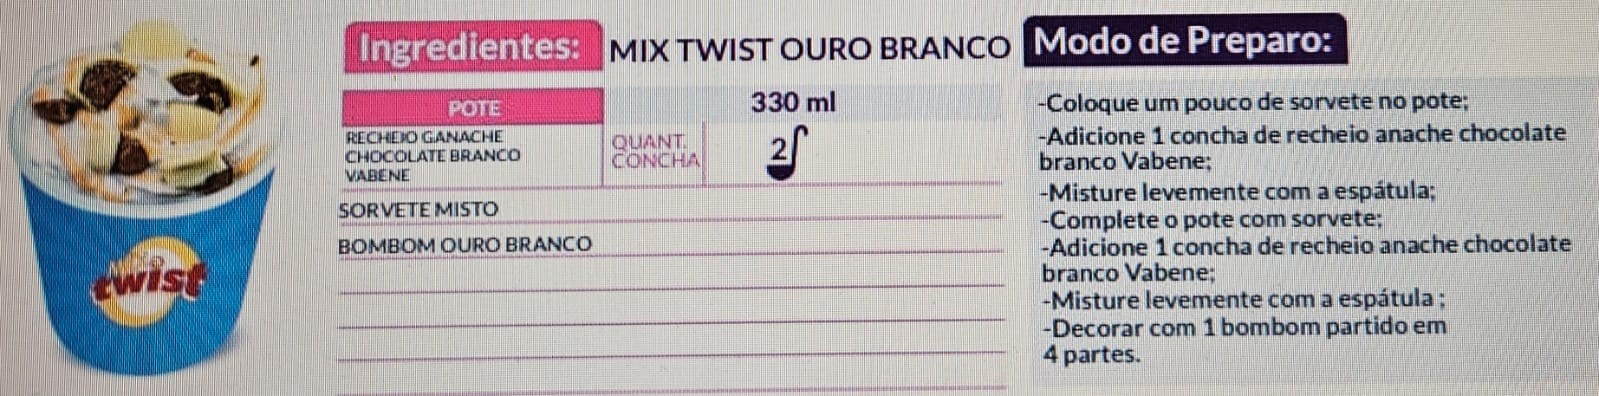 twist
Ingredientes:
MIX TWIST OURO BRANCO
POTE
330 ml
RECHEIO GANACHE
CHOCOLATE BRANCO
VABENE
QUANT.
CONCHA
2
SORVETE MISTO
BOMBOM OURO BRANCO
Modo de Preparo:
-Coloque um pouco de sorvete no pote;
-Adicione 1 concha de recheio anache chocolate
branco Vabene;
-Misture levemente com a espátula;
-Complete o pote com sorvete;
-Adicione 1 concha de recheio anache chocolate
branco Vabene;
-Misture levemente com a espátula ;
-Decorar com 1 bombom partido em
4 partes.